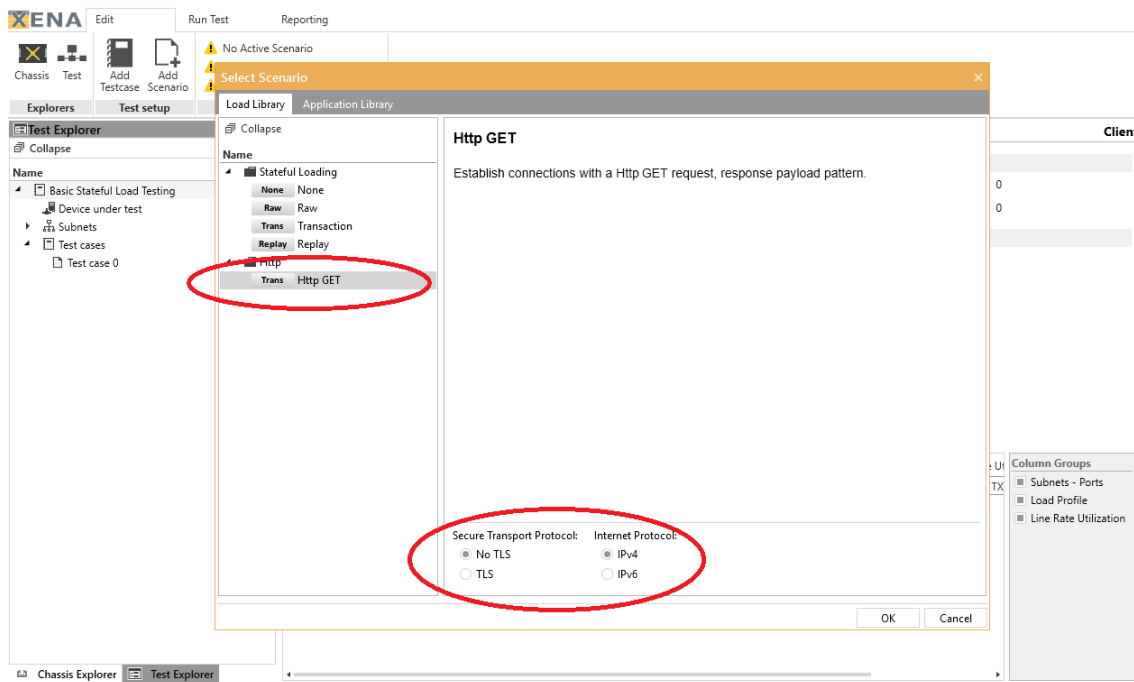 XENA
Edit
Run Test
Reporting
Chassis
Test
Add
Testcase
Add
Scenario
No Active Scenario
Explorers
Test setup
Test Explorer
Collapse
Name
Basic Stateful Load Testing
Device under test
Subnets
Test cases
Test case 0
Select Scenario
Load Library
Application Library
Collapse
Name
Stateful Loading
None None
Raw Raw
Trans Transaction
Replay Replay
Http
Trans Http GET
Http GET
Establish connections with a Http GET request, response payload pattern.
Secure Transport Protocol:
No TLS
TLS
Internet Protocol:
IPv4
IPv6
OK
Cancel
Clien
0
0
TX
Column Groups
Subnets - Ports
Load Profile
Line Rate Utilization
Chassis Explorer
Test Explorer